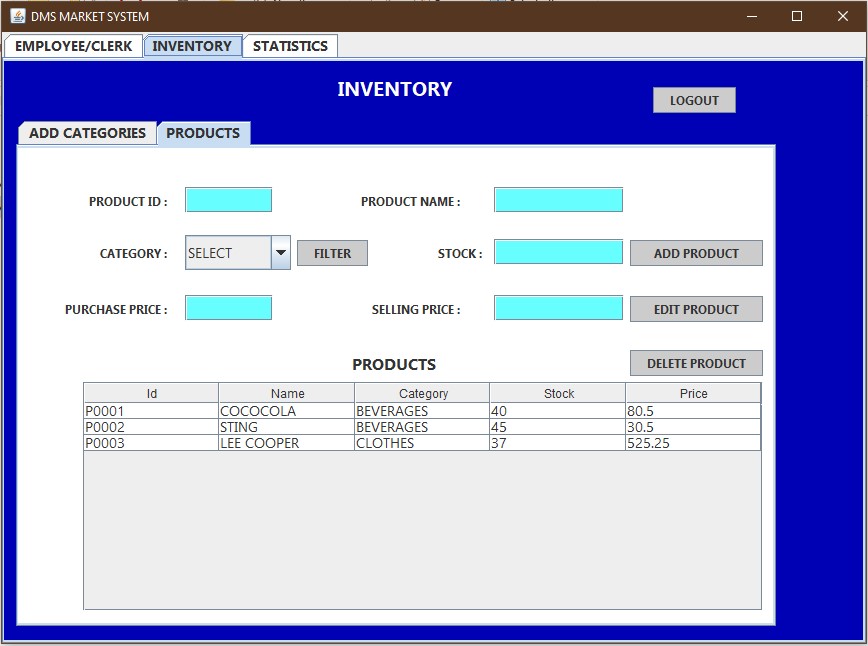 DMS MARKET SYSTEM
EMPLOYEE/CLERK INVENTORY STATISTICS
INVENTORY
LOGOUT
ADD CATEGORIES PRODUCTS
PRODUCT ID : PRODUCT NAME :
CATEGORY : SELECT FILTER STOCK : ADD PRODUCT
PURCHASE PRICE : SELLING PRICE : EDIT PRODUCT
PRODUCTS DELETE PRODUCT
Id Name Category Stock Price
P0001 COCOCOLA BEVERAGES 40 80.5
P0002 STING BEVERAGES 45 30.5
P0003 LEE COOPER CLOTHES 37 525.25